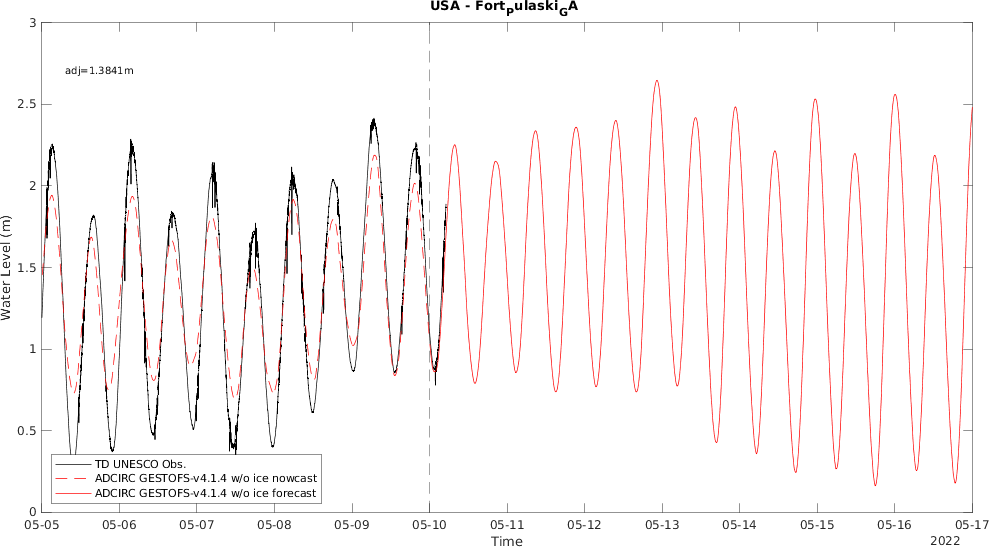 USA - FortPulaskiGA
3
2.5
2
1.5
1
0.5
0
Water Level (m)
adj=1.3841m
TD UNESCO Obs.
ADCIRC GESTOFS-v4.1.4 w/o ice nowcast
ADCIRC GESTOFS-v4.1.4 w/o ice forecast
05-05 05-06 05-07 05-08 05-09 05-10 05-11 05-12 05-13 05-14 05-15 05-16 05-17
Time
2022